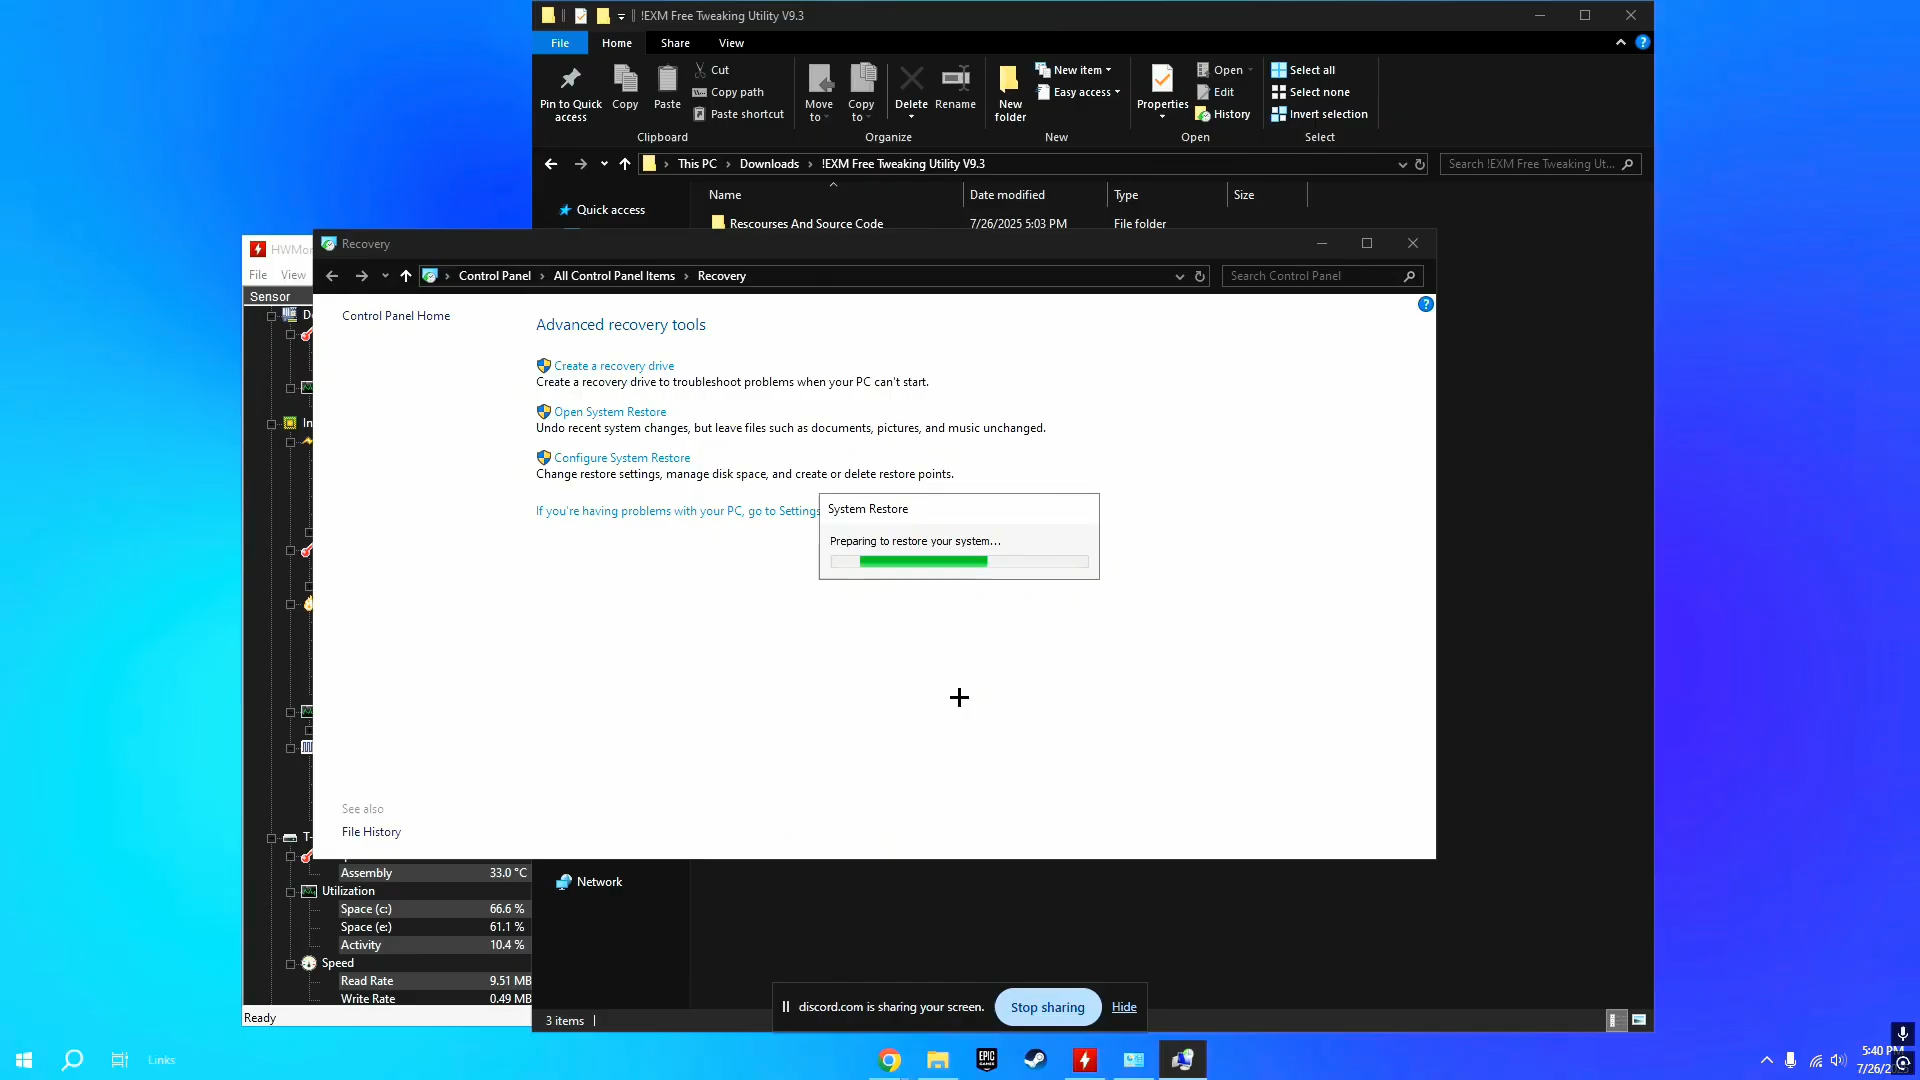 !EXM Free Tweaking Utility V9.3
File Home Share View
Pin to Quick access
Copy
Paste
Cut
Copy path
Paste shortcut
Clipboard
Move to
Copy to
Delete
Rename
Organize
New folder
New item
Easy access
New
Properties
Open
Edit
History
Open
Select all
Select none
Invert selection
Select
This PC Downloads !EXM Free Tweaking Utility V9.3
Search !EXM Free Tweaking Ut...
Name Date modified Type Size
Quick access
Rescourses And Source Code 7/26/2025 5:03 PM File folder
File View
Sensor
Recovery
Control Panel All Control Panel Items Recovery
Search Control Panel
Control Panel Home
Advanced recovery tools
Create a recovery drive
Create a recovery drive to troubleshoot problems when your PC can't start.
Open System Restore
Undo recent system changes, but leave files such as documents, pictures, and music unchanged.
Configure System Restore
Change restore settings, manage disk space, and create or delete restore points.
If you're having problems with your PC, go to Settings
System Restore
Preparing to restore your system...
See also
File History
Assembly 33.0 °C
Utilization
Space (c:) 66.6 %
Space (e:) 61.1 %
Activity 10.4 %
Speed
Read Rate 9.51 MB
Write Rate 0.49 MB
Ready
Network
3 items
discord.com is sharing your screen. Stop sharing Hide
Links
EPIC GAMES
5:40 PM